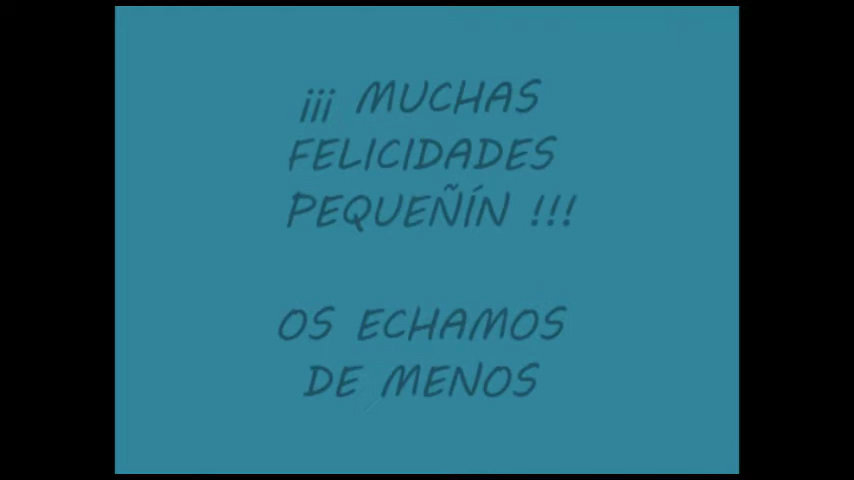 ¡¡¡ MUCHAS
FELICIDADES
PEQUEÑÍN !!!
OS ECHAMOS
DE MENOS